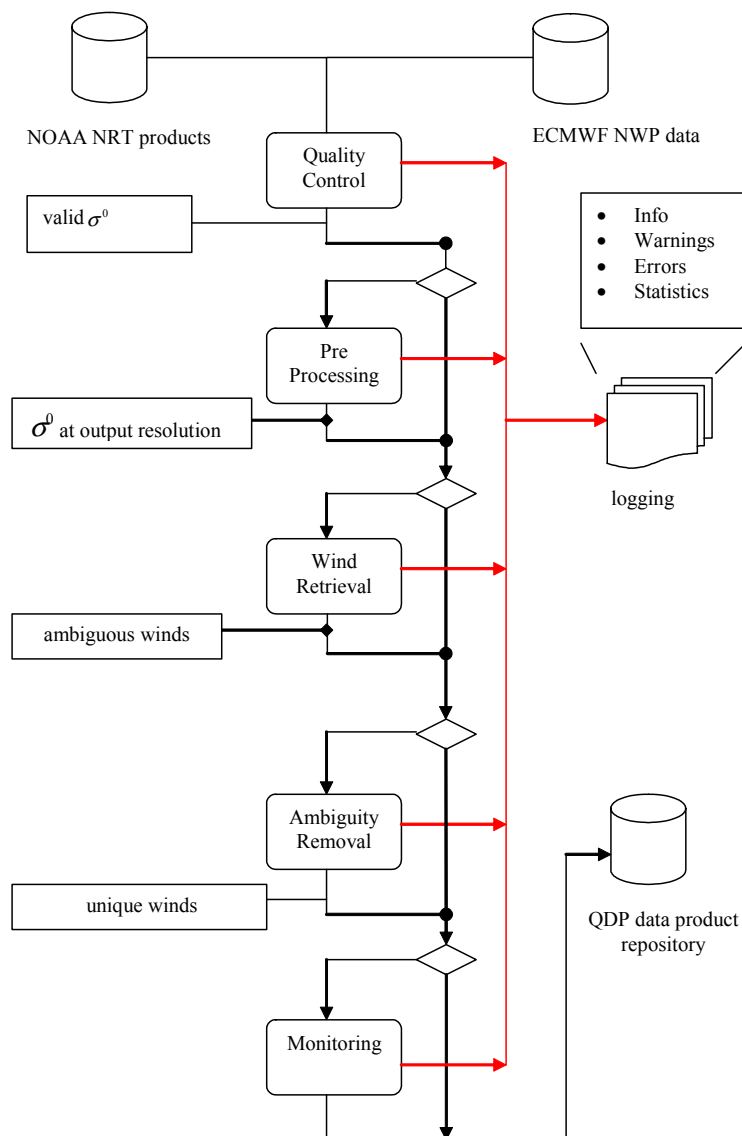 NOAA NRT products
ECMWF NWP data
Quality
Control
valid σ⁰
• Info
• Warnings
• Errors
• Statistics
Pre
Processing
σ⁰ at output resolution
logging
Wind
Retrieval
ambiguous winds
Ambiguity
Removal
unique winds
QDP data product
repository
Monitoring